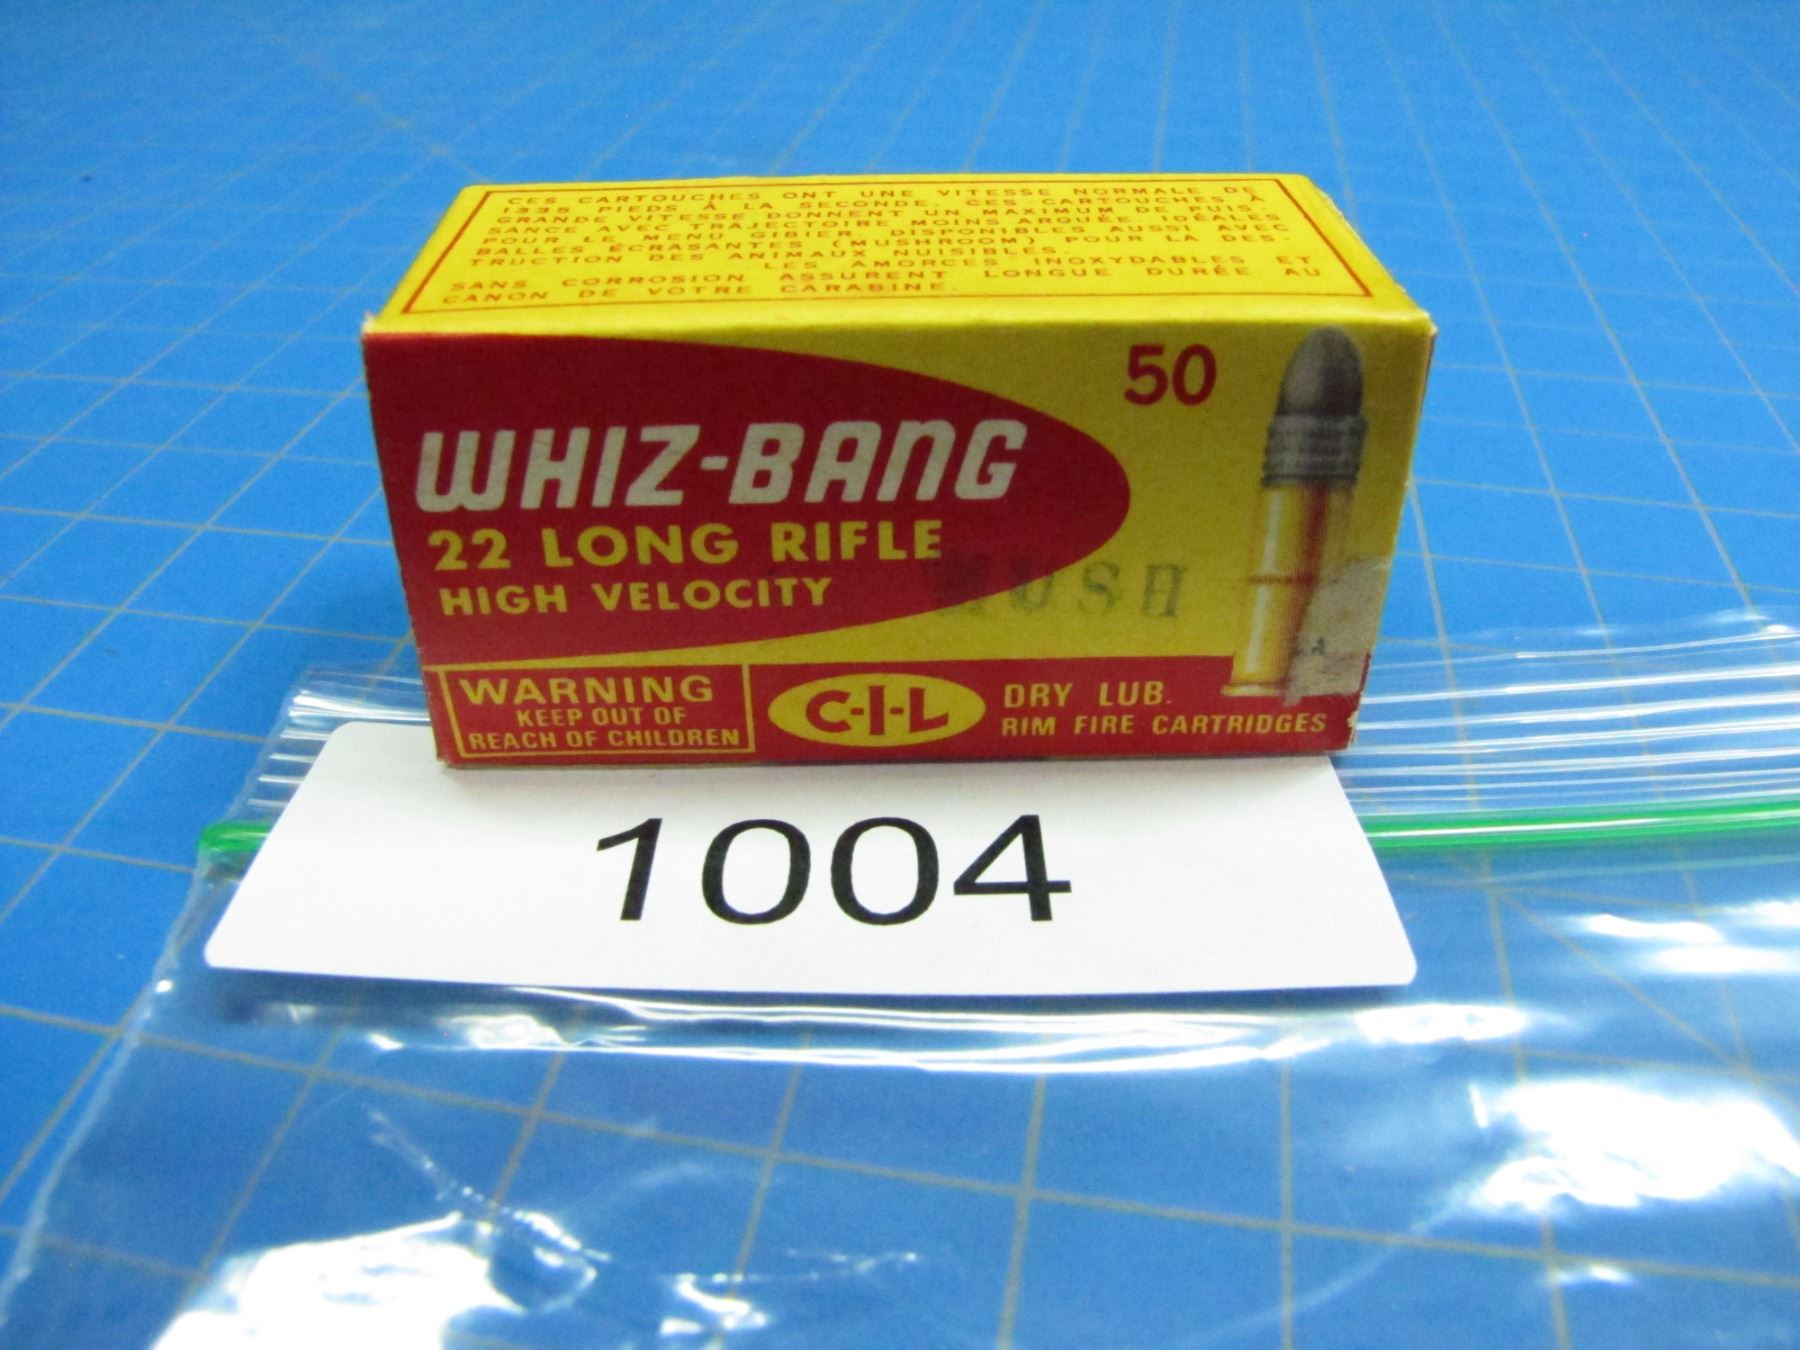 CES CARTOUCHES ONT UNE VITESSE NORMALE DE
1335 PIEDS À LA SECONDE. CES CARTOUCHES À
GRANDE VITESSE DONNENT UN MAXIMUM DE PUIS-
SANCE AVEC TRAJECTOIRE MOINS ARQUÉE. IDÉALES
POUR LE MENU GIBIER. DISPONIBLES AUSSI AVEC
BALLES ÉCRASANTES (MUSHROOM) POUR LA DES-
TRUCTION DES ANIMAUX NUISIBLES.
LES AMORCES INOXYDABLES ET
SANS CORROSION ASSURENT LONGUE DURÉE AU
CANON DE VOTRE CARABINE.
50
WHIZ-BANG
22 LONG RIFLE
HIGH VELOCITY
MUSH
WARNING
KEEP OUT OF
REACH OF CHILDREN
C-I-L
DRY LUB.
RIM FIRE CARTRIDGES
1004